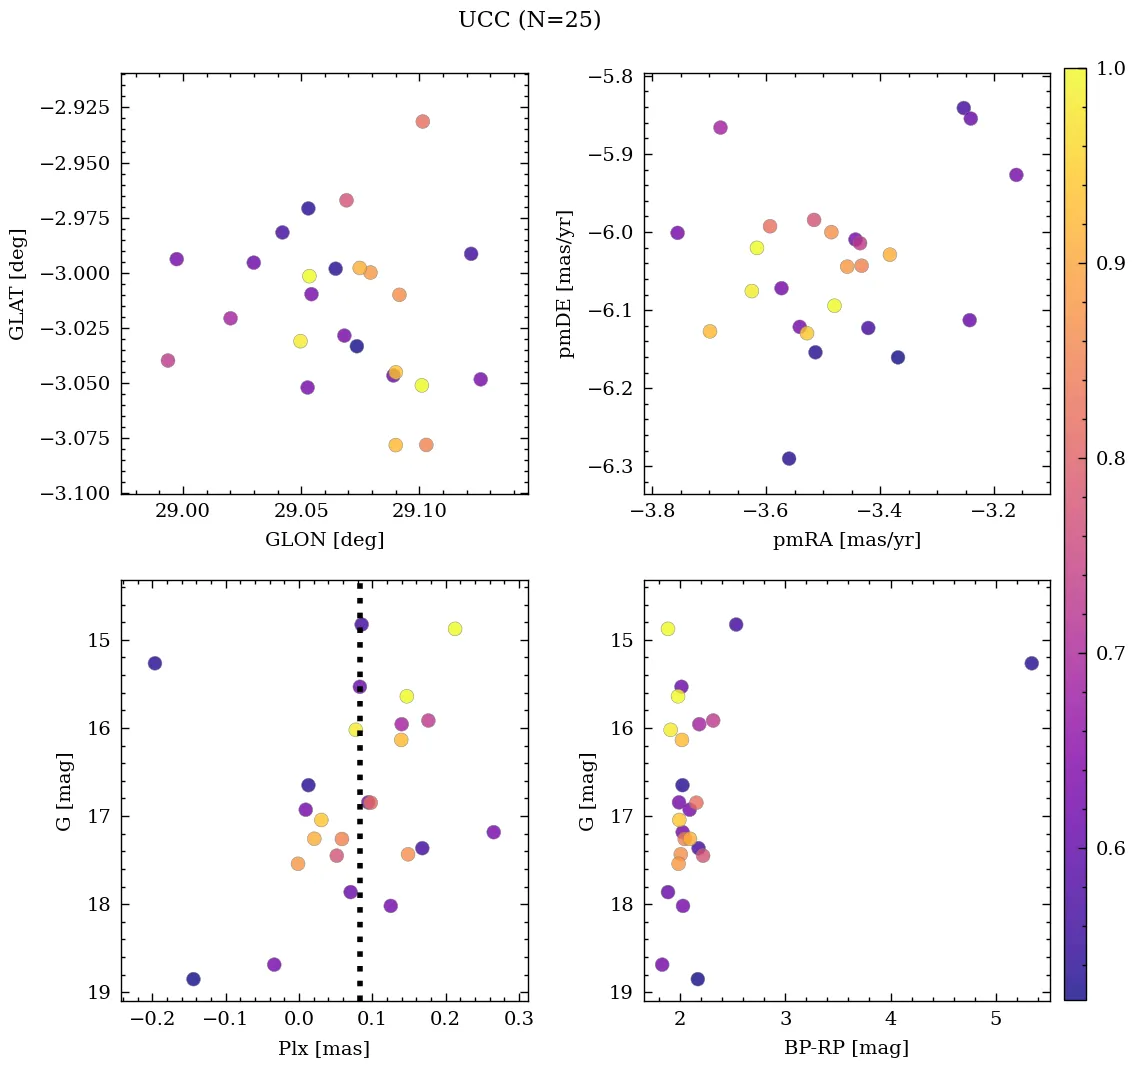 UCC (N=25)
−2.925
−2.950
−2.975
−3.000
−3.025
−3.050
−3.075
−3.100
GLAT [deg]
29.00 29.05 29.10
GLON [deg]
−5.8
−5.9
−6.0
−6.1
−6.2
−6.3
pmDE [mas/yr]
−3.8 −3.6 −3.4 −3.2
pmRA [mas/yr]
1.0
0.9
0.8
0.7
0.6
15
16
17
18
19
G [mag]
−0.2 −0.1 0.0 0.1 0.2 0.3
Plx [mas]
15
16
17
18
19
G [mag]
2 3 4 5
BP-RP [mag]